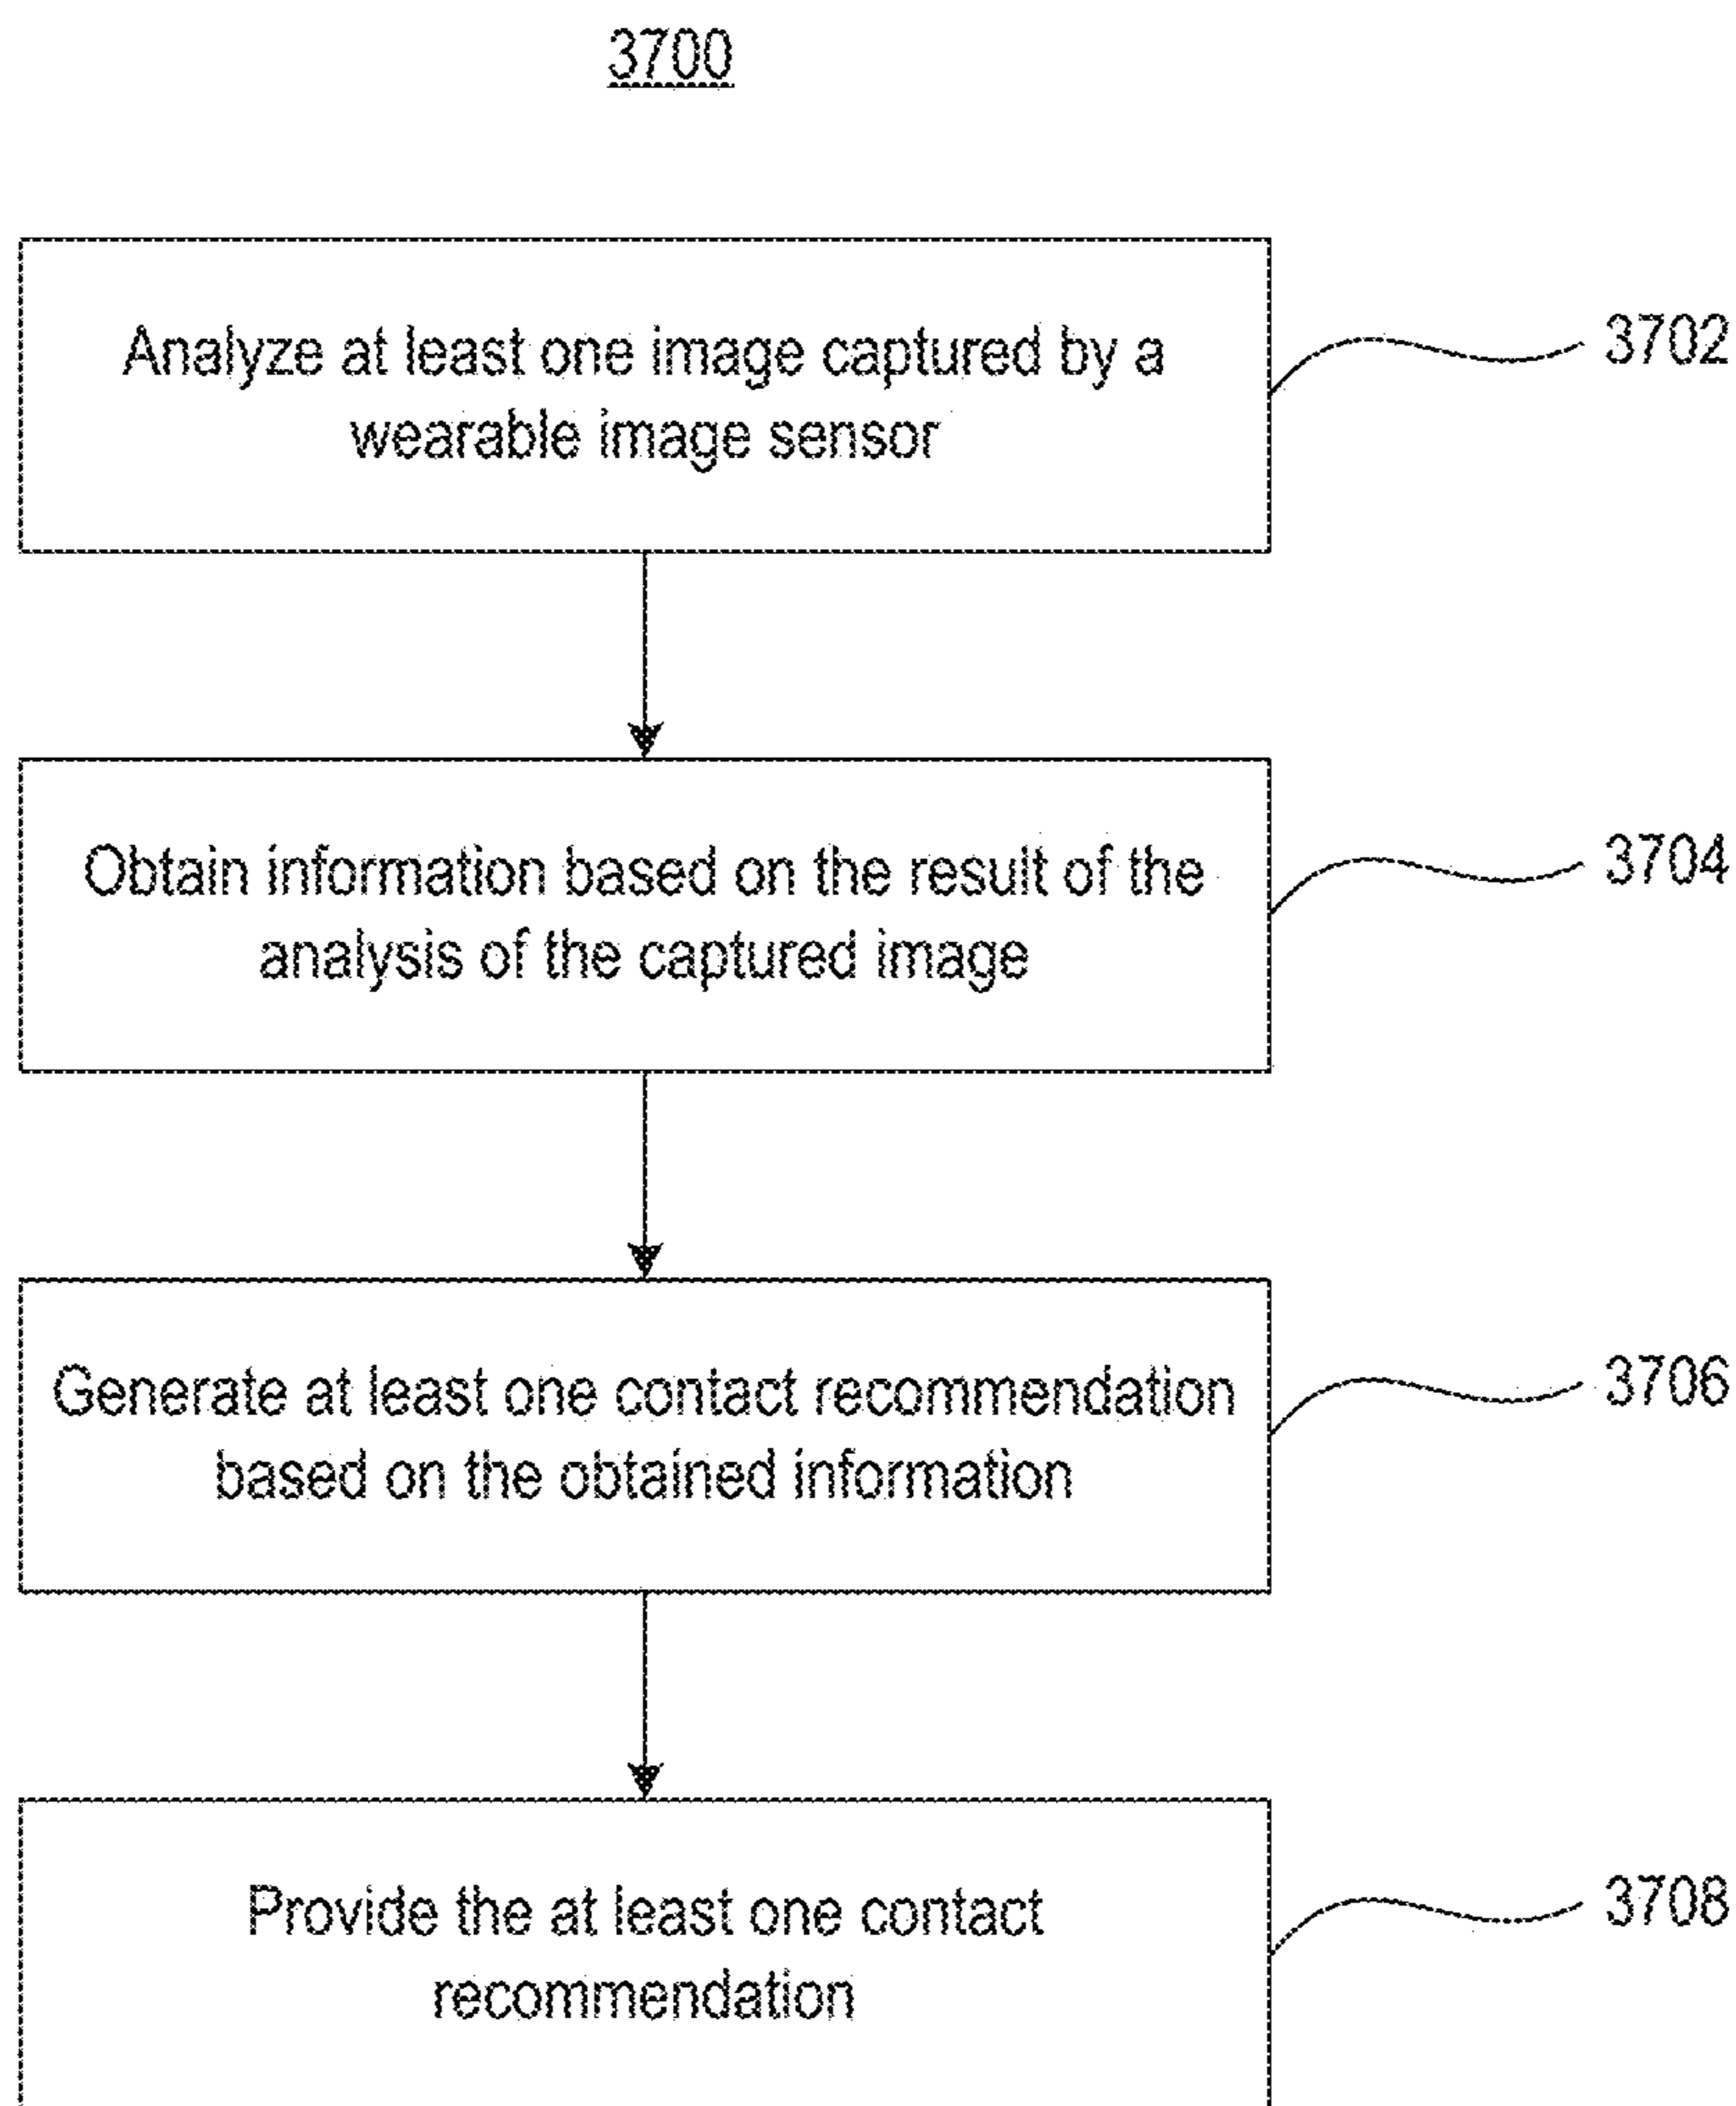 3700
Analyze at least one image captured by a
wearable image sensor
3702
Obtain information based on the result of the
analysis of the captured image
3704
Generate at least one contact recommendation
based on the obtained information
3706
Provide the at least one contact
recommendation
3708